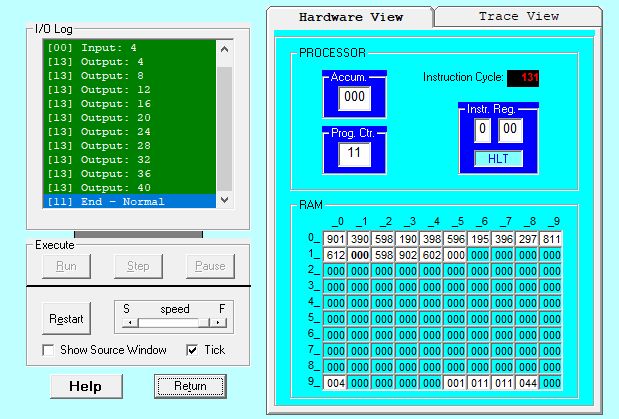 Hardware View
Trace View
I/O Log
[00] Input: 4
[13] Output: 4
[13] Output: 8
[13] Output: 12
[13] Output: 16
[13] Output: 20
[13] Output: 24
[13] Output: 28
[13] Output: 32
[13] Output: 36
[13] Output: 40
[11] End - Normal
Execute
Run Step Pause
Restart
S speed F
Show Source Window Tick
Help Return
PROCESSOR
Accum.
000
Instruction Cycle: 131
Prog. Ctr.
11
Instr. Reg.
0 00
HLT
RAM
_0 _1 _2 _3 _4 _5 _6 _7 _8 _9
0_ 901 390 598 190 398 596 195 396 297 811
1_ 612 000 598 902 602 000 000 000 000 000
2_ 000 000 000 000 000 000 000 000 000 000
3_ 000 000 000 000 000 000 000 000 000 000
4_ 000 000 000 000 000 000 000 000 000 000
5_ 000 000 000 000 000 000 000 000 000 000
6_ 000 000 000 000 000 000 000 000 000 000
7_ 000 000 000 000 000 000 000 000 000 000
8_ 000 000 000 000 000 000 000 000 000 000
9_ 004 000 000 000 000 001 011 011 044 000